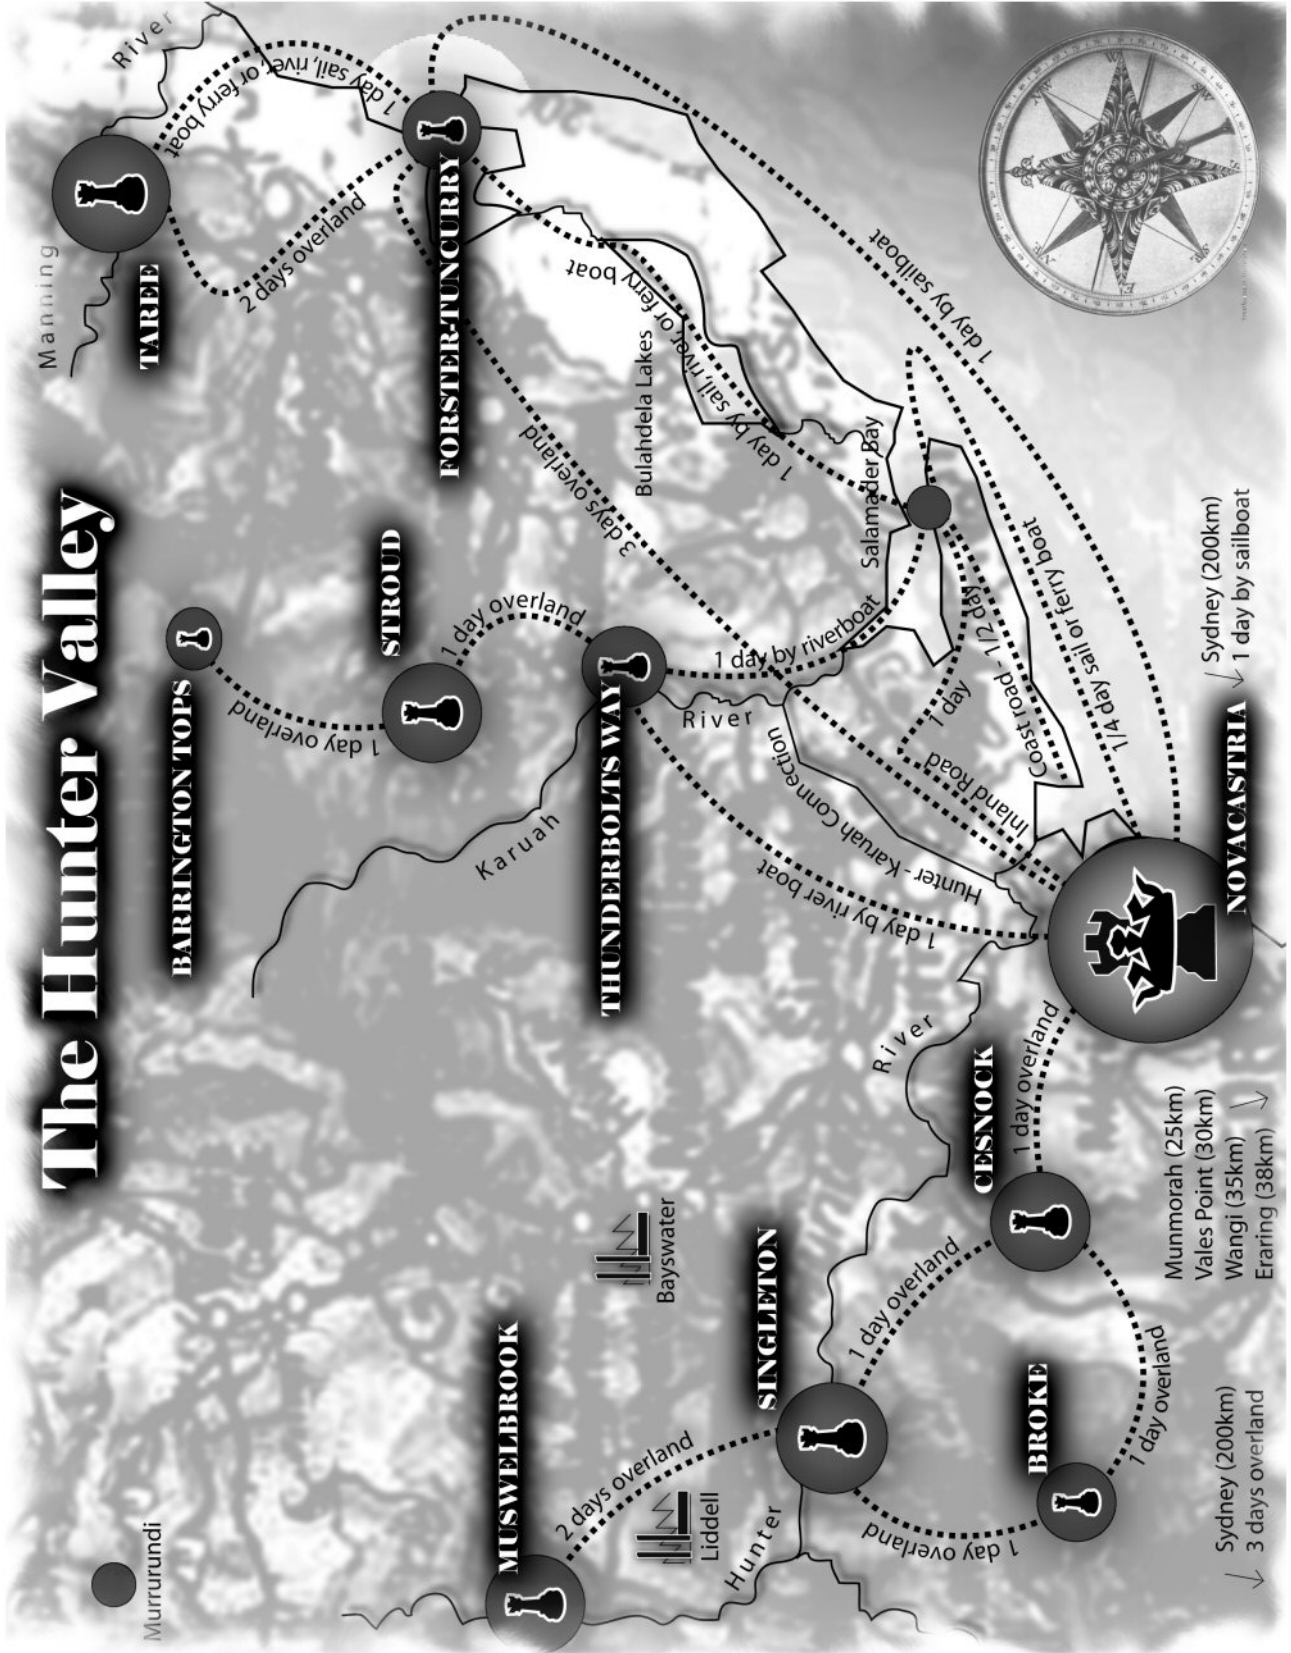 The Hunter Valley
Murrurundi
MUSWELBROOK
2 days overland
Liddell
Bayswater
Hunter
SINGLETON
1 day overland
BROKE
1 day overland
1 day overland
CESNOCK
1 day overland
River
Sydney (200km)
3 days overland
Munmorah (25km)
Vales Point (30km)
Wangi (35km)
Eraring (38km)
NOVACASTRIA
Sydney (200km)
1 day by sailboat
BARRINGTON TOPS
1 day overland
STROUD
1 day overland
Karuah
River
THUNDERBOLTS WAY
1 day by river boat
Hunter - Karuah Connection
1 day by riverboat
Inland Road
1 day
Coast road - 1/2 day
1/4 day sail or ferry boat
1 day by sailboat
Salamader Bay
Bulahdela Lakes
3 days overland
1 day by sail, river, or ferry boat
FORSTER-TUNCURRY
TAREE
2 days overland
1 day sail, river, or ferry boat
Manning
River
W
S